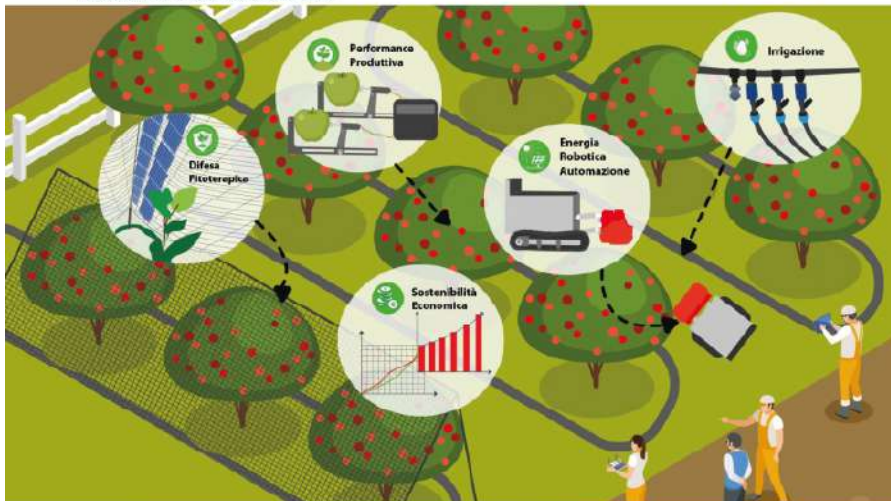 Performance
Produttiva
Irrigazione
Difesa
Fitoterapica
Energia
Robotica
Automazione
Sostenibilità
Economica